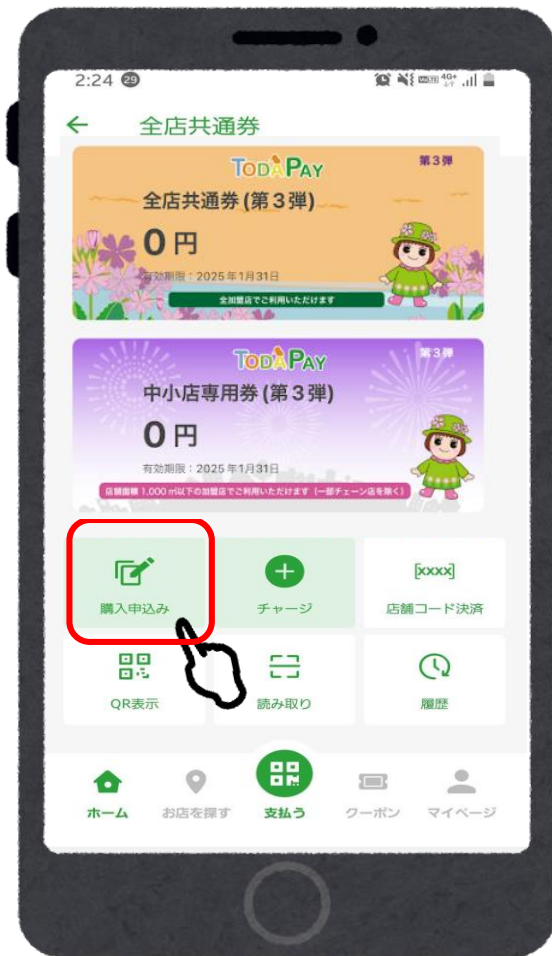 2:24 29
4G+
← 全店共通券
TODAPAY 第3弾
全店共通券(第3弾)
0円
有効期限：2025年1月31日
全加盟店でご利用いただけます
TODAPAY 第3弾
中小店専用券(第3弾)
0円
有効期限：2025年1月31日
店舗面積 1,000㎡以下の加盟店でご利用いただけます（一部チェーン店を除く）
購入申込み チャージ [xxxx] 店舗コード決済
QR表示 読み取り 履歴
ホーム お店を探す 支払う クーポン マイページ